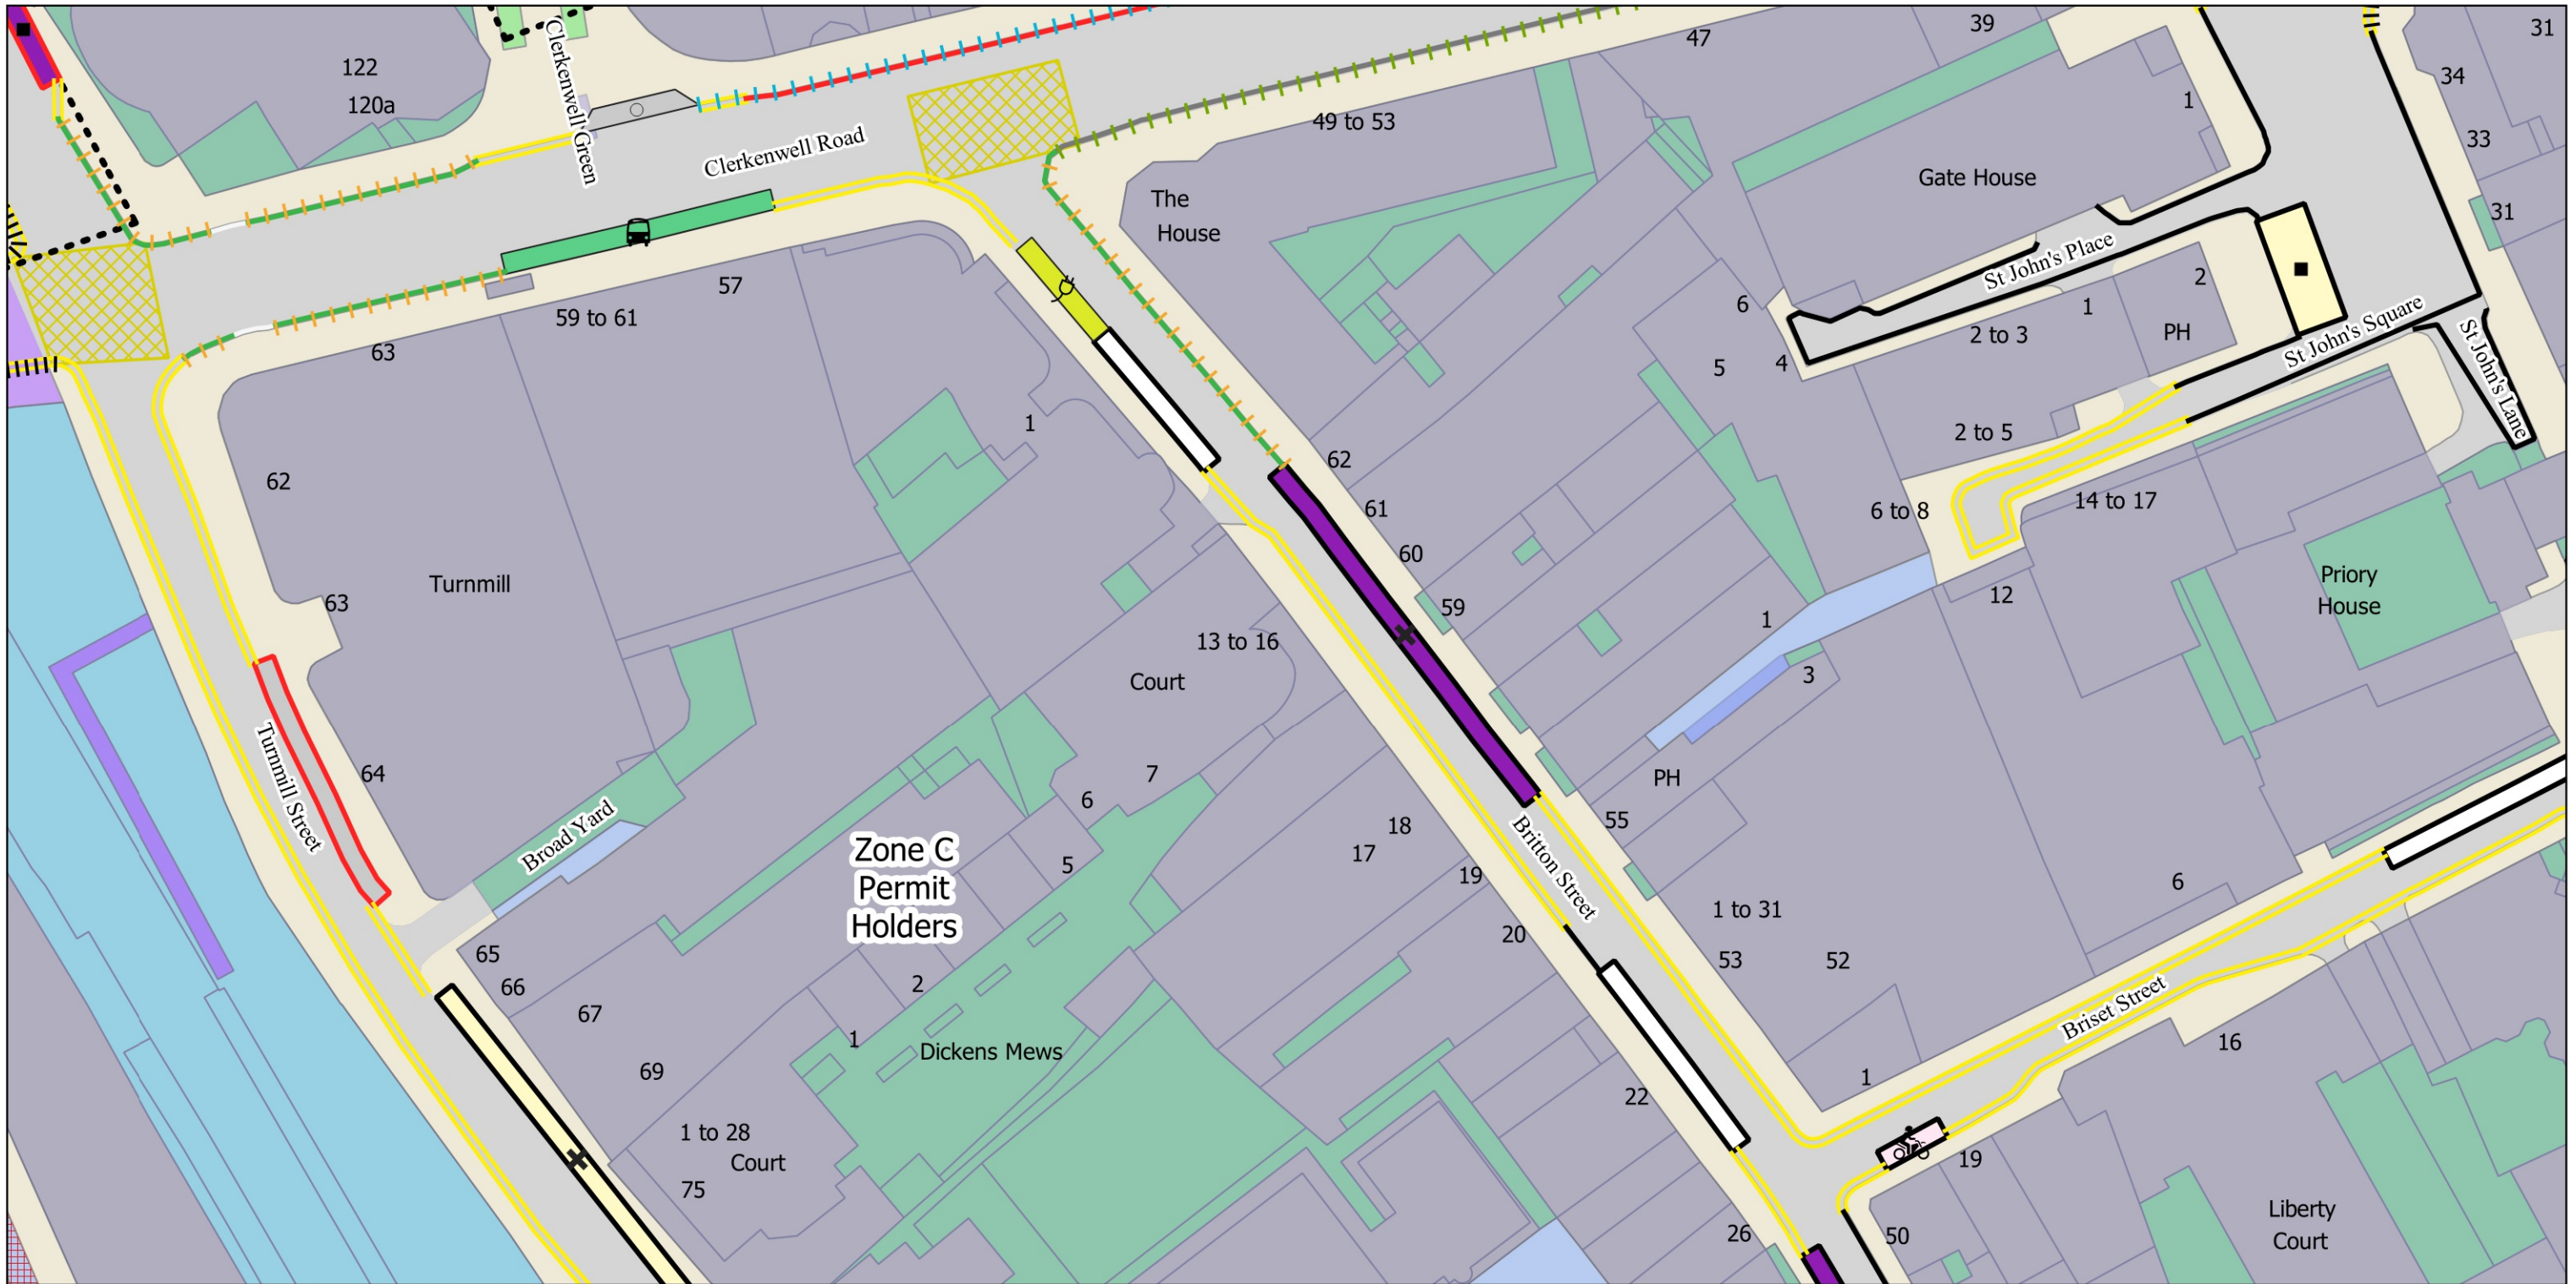 122
120a
Clerkenwell Green
Clerkenwell Road
47
39
31
34
1
33
49 to 53
The
House
Gate House
31
St John's Place
57
59 to 61
63
6
2
1
2 to 3
PH
St John's Square
5
4
St John's Lane
1
2 to 5
62
62
61
6 to 8
14 to 17
60
Turnmill
63
59
Priory
House
12
1
13 to 16
Court
3
Turnmill Street
64
7
6
PH
55
Broad Yard
Zone C
Permit
Holders
5
18
17
19
Britton Street
6
1 to 31
20
65
66
53
52
2
67
1
Dickens Mews
Briset Street
16
69
22
1
1 to 28
Court
19
75
26
50
Liberty
Court